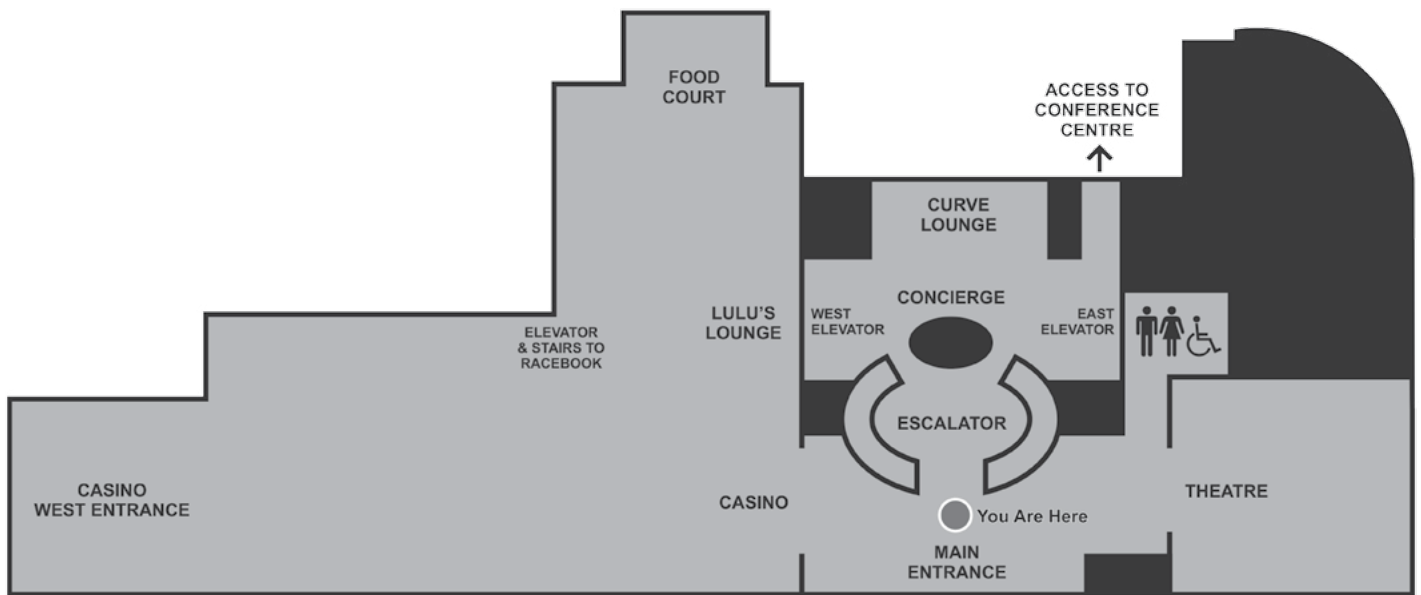 FOOD
COURT
ACCESS TO
CONFERENCE
CENTRE
CURVE
LOUNGE
CONCIERGE
LULU'S
LOUNGE
WEST
ELEVATOR
EAST
ELEVATOR
ELEVATOR
& STAIRS TO
RACEBOOK
ESCALATOR
CASINO
WEST ENTRANCE
CASINO
THEATRE
You Are Here
MAIN
ENTRANCE